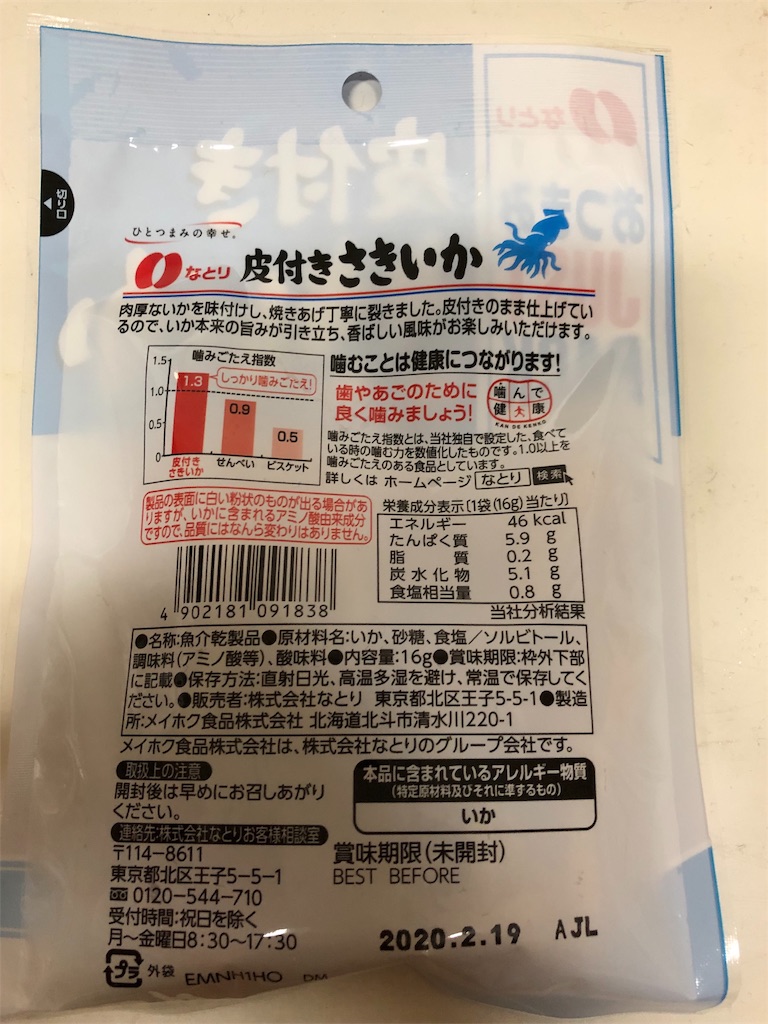 なとり
おつまみ
皮付き
切り口
ひとつまみの幸せ。
なとり 皮付きさきいか
肉厚ないかを味付けし、焼きあげ丁寧に裂きました。皮付きのまま仕上げてい
るので、いか本来の旨みが引き立ち、香ばしい風味がお楽しみいただけます。
噛みごたえ指数
1.5
1.0
0.5
0
1.3
しっかり噛みごたえ!
0.9
0.5
皮付き
さきいか
せんべい
ビスケット
噛むことは健康につながります!
歯やあごのために
良く噛みましょう!
噛んで
健大康
KAN DE KENKO
噛みごたえ指数とは、当社独自で設定した、食べて
いる時の噛む力を数値化したものです。1.0以上を
噛みごたえのある食品としています。
詳しくは ホームページ なとり 検索
製品の表面に白い粉状のものが出る場合があ
りますが、いかに含まれるアミノ酸由来成分
ですので、品質にはなんら変わりはありません。
栄養成分表示〔1袋(16g)当たり〕
エネルギー 46 kcal
たんぱく質 5.9 g
脂質 0.2 g
炭水化物 5.1 g
食塩相当量 0.8 g
当社分析結果
4 902181 091838
●名称:魚介乾製品●原材料名:いか、砂糖、食塩/ソルビトール、
調味料(アミノ酸等)、酸味料●内容量:16g●賞味期限:枠外下部
に記載●保存方法:直射日光、高温多湿を避け、常温で保存してく
ださい。●販売者:株式会社なとり 東京都北区王子5-5-1●製造
所:メイホク食品株式会社 北海道北斗市清水川220-1
メイホク食品株式会社は、株式会社なとりのグループ会社です。
取扱上の注意
開封後は早めにお召しあがり
ください。
連絡先:株式会社なとりお客様相談室
〒114-8611
東京都北区王子5-5-1
0120-544-710
受付時間:祝日を除く
月～金曜日8:30～17:30
プラ 外袋 EMNH1HO DM
本品に含まれているアレルギー物質
(特定原材料及びそれに準ずるもの)
いか
賞味期限(未開封)
BEST BEFORE
2020.2.19 AJL